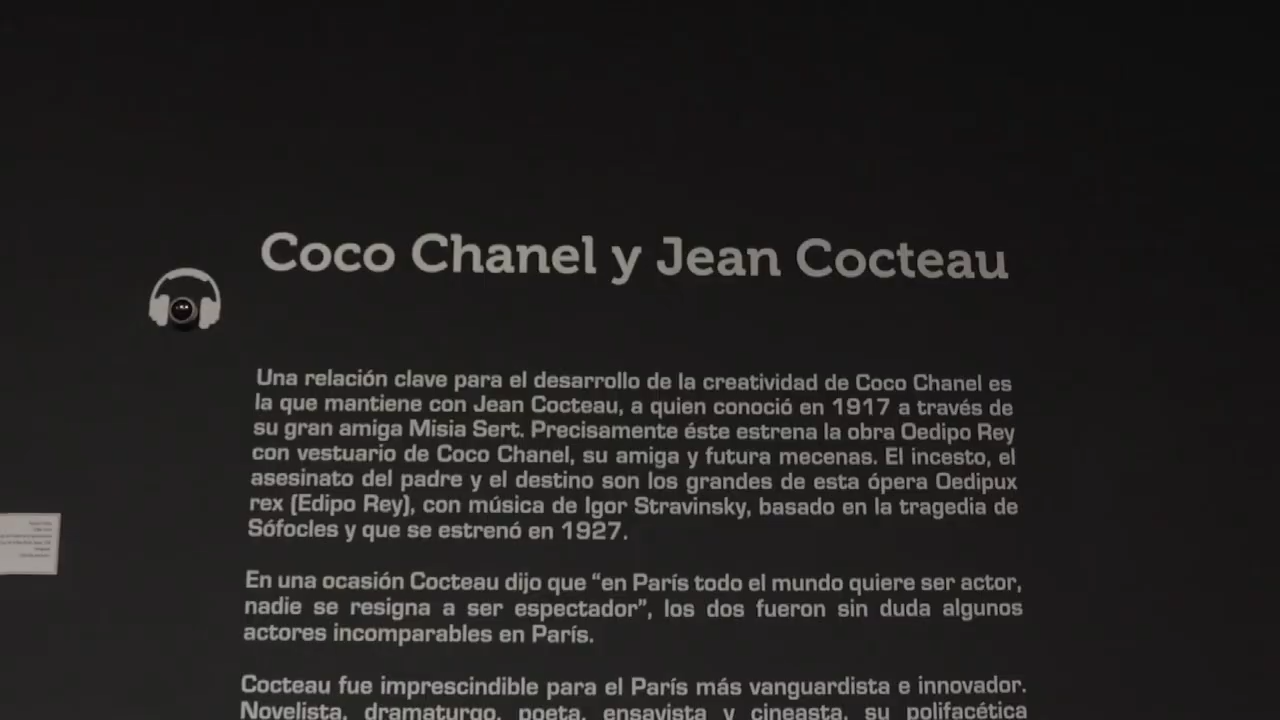 Coco Chanel y Jean Cocteau
Una relación clave para el desarrollo de la creatividad de Coco Chanel es
la que mantiene con Jean Cocteau, a quien conoció en 1917 a través de
su gran amiga Misia Sert. Precisamente éste estrena la obra Oedipo Rey
con vestuario de Coco Chanel, su amiga y futura mecenas. El incesto, el
asesinato del padre y el destino son los grandes de esta ópera Oedipux
rex (Edipo Rey), con música de Igor Stravinsky, basado en la tragedia de
Sófocles y que se estrenó en 1927.
En una ocasión Cocteau dijo que “en París todo el mundo quiere ser actor,
nadie se resigna a ser espectador”, los dos fueron sin duda algunos
actores incomparables en París.
Cocteau fue imprescindible para el París más vanguardista e innovador.
Novelista, dramaturgo, poeta, ensayista y cineasta, su polifacética